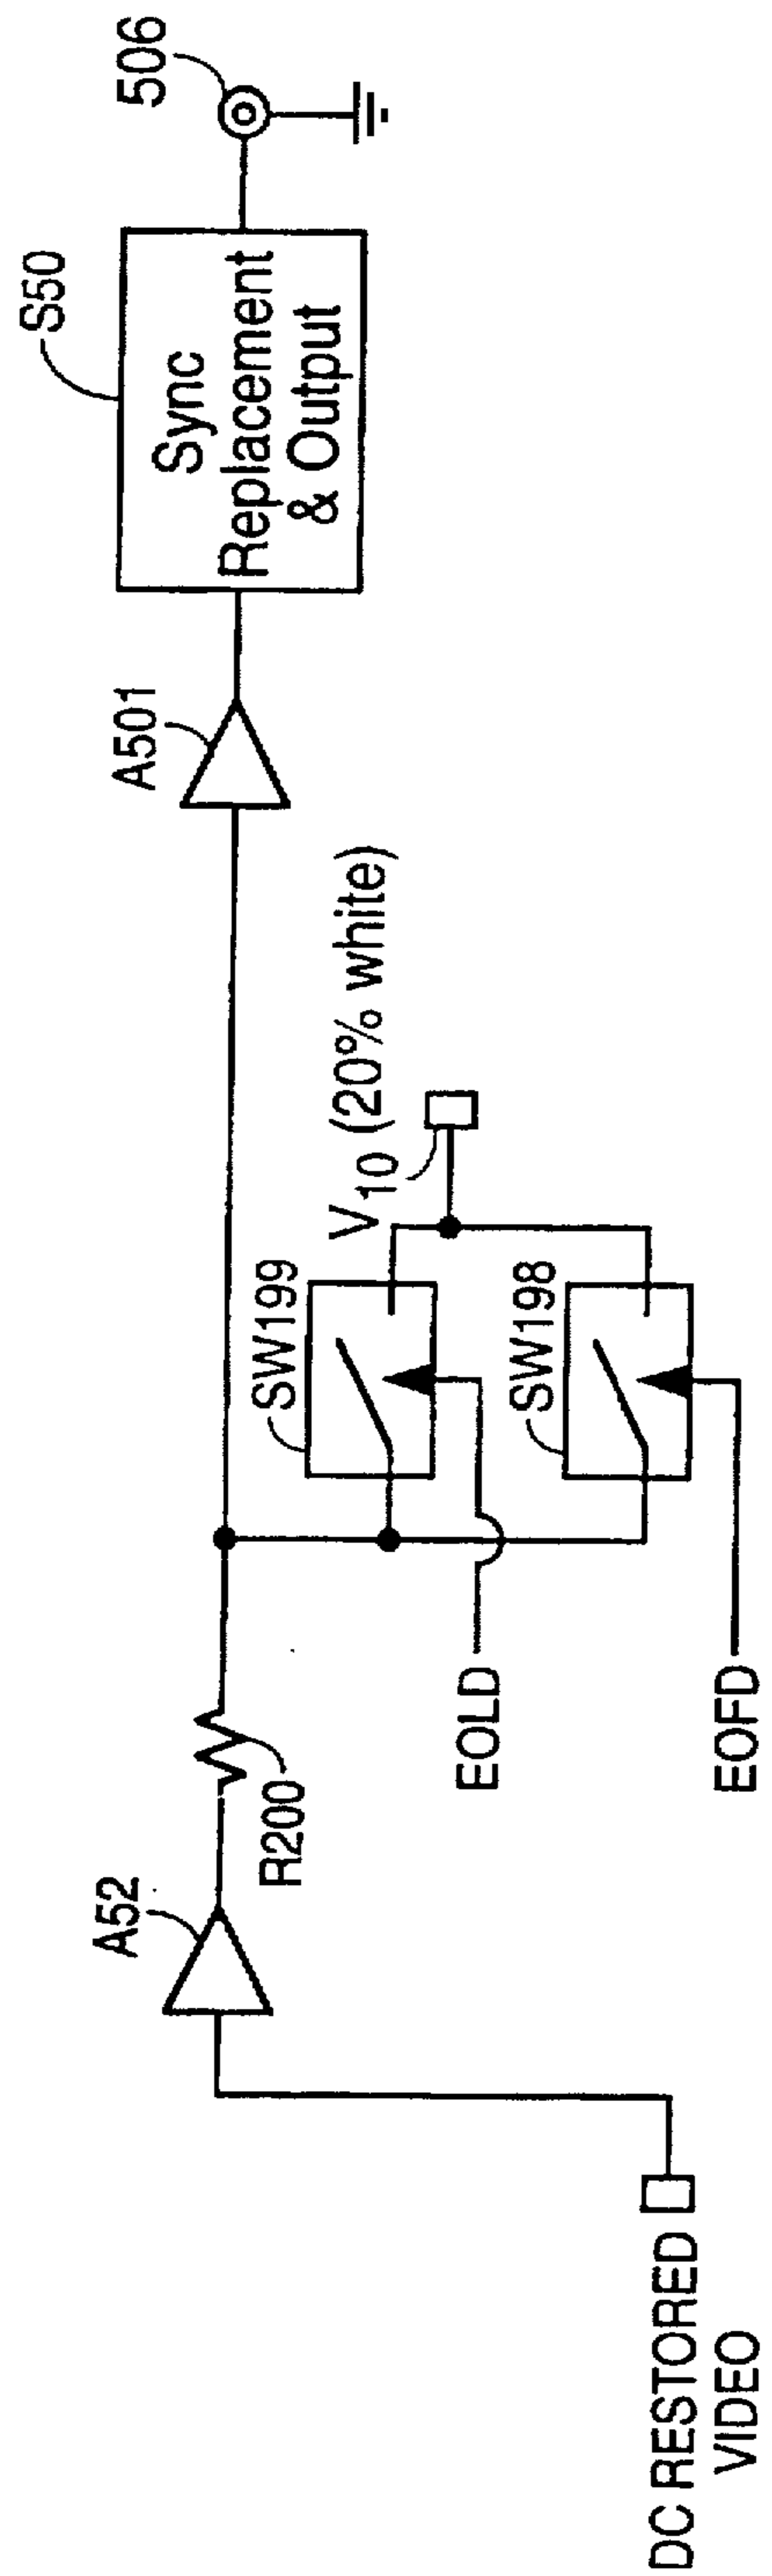 DC RESTORED
VIDEO
A52
R200
EOLD
EOFD
SW199
SW198
V10 (20% white)
A501
S50
Sync
Replacement
& Output
506